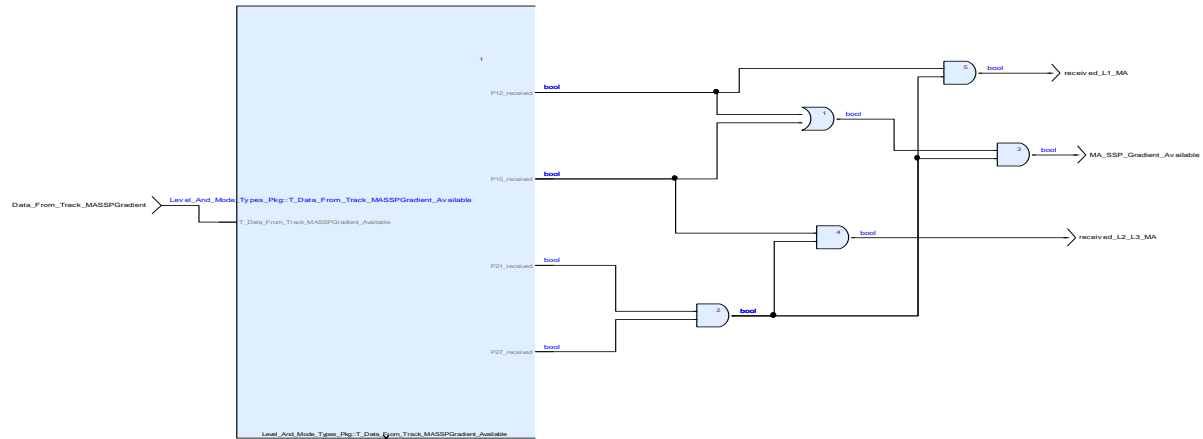 1
5
bool
received_L1_MA
P12_received
bool
1
bool
3
bool
MA_SSP_Gradient_Available
P15_received
bool
Level_And_Mode_Types_Pkg::T_Data_From_Track_MASSPGradient_Available
Data_From_Track_MASSPGradient
T_Data_From_Track_MASSPGradient_Available
4
bool
received_L2_L3_MA
P21_received
bool
2
bool
P27_received
bool
Level_And_Mode_Types_Pkg::T_Data_From_Track_MASSPGradient_Available